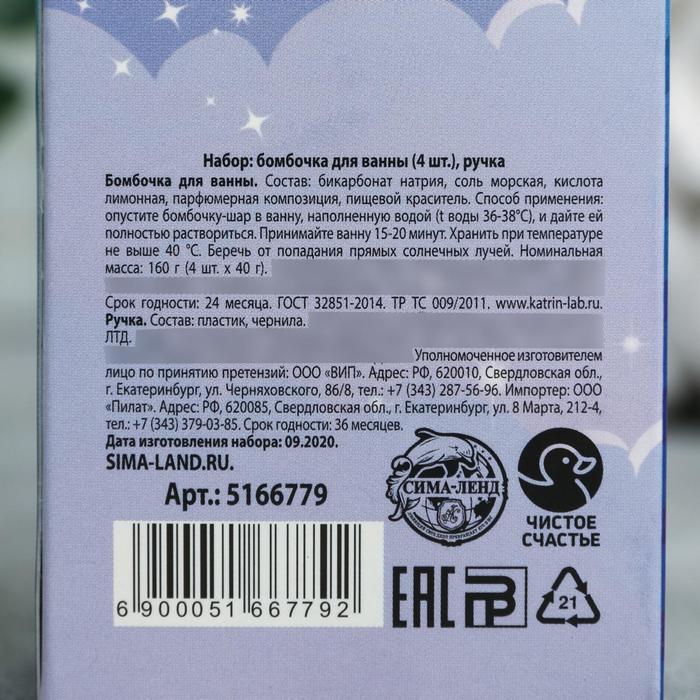 Набор: бомбочка для ванны (4 шт.), ручка
Бомбочка для ванны. Состав: бикарбонат натрия, соль морская, кислота
лимонная, парфюмерная композиция, пищевой краситель. Способ применения:
опустите бомбочку-шар в ванну, наполненную водой (t воды 36-38°С), и дайте ей
полностью раствориться. Принимайте ванну 15-20 минут. Хранить при температуре
не выше 40 °С. Беречь от попадания прямых солнечных лучей. Номинальная
масса: 160 г (4 шт. х 40 г).
Срок годности: 24 месяца. ГОСТ 32851-2014. ТР ТС 009/2011. www.katrin-lab.ru.
Ручка. Состав: пластик, чернила.
ЛТД.
Уполномоченное изготовителем
лицо по принятию претензий: ООО «ВИП». Адрес: РФ, 620010, Свердловская обл.,
г. Екатеринбург, ул. Черняховского, 86/8, тел.: +7 (343) 287-56-96. Импортер: ООО
«Пилат». Адрес: РФ, 620085, Свердловская обл., г. Екатеринбург, ул. 8 Марта, 212-4,
тел.: +7 (343) 379-03-85. Срок годности: 36 месяцев.
Дата изготовления набора: 09.2020.
SIMA-LAND.RU.
Арт.: 5166779
СИМА-ЛЕНД
ЧИСТОЕ
СЧАСТЬЕ
6 900051 667792
ЕАС
21